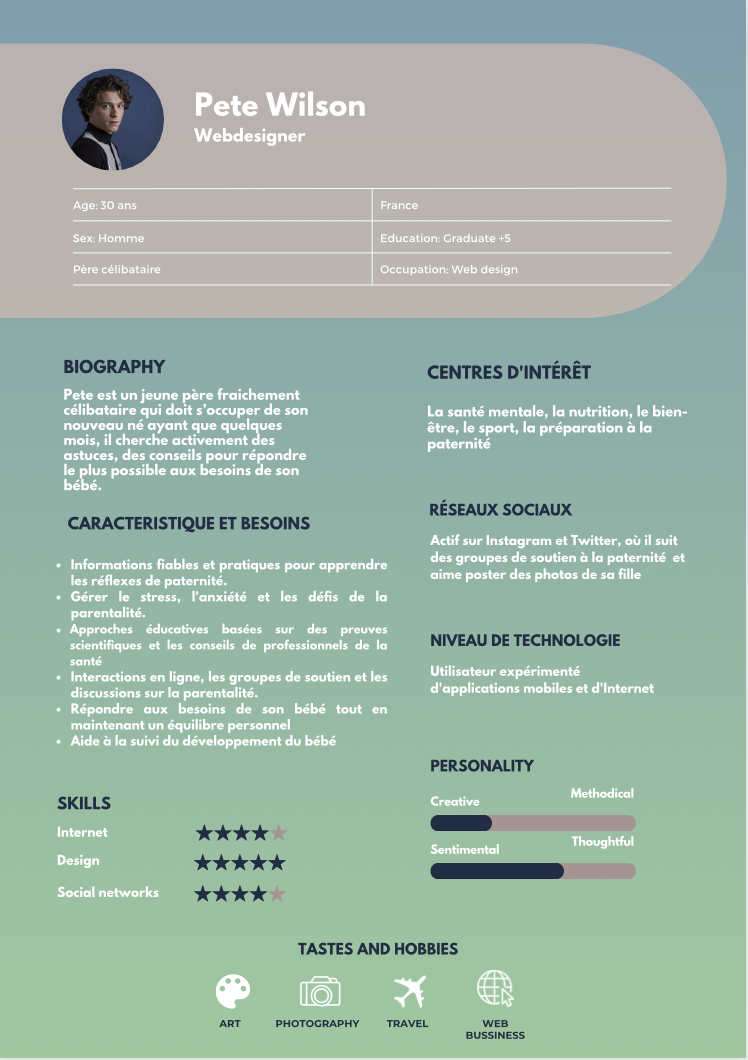 Pete Wilson
Webdesigner
Age: 30 ans
France
Sex: Homme
Education: Graduate +5
Père célibataire
Occupation: Web design
BIOGRAPHY
Pete est un jeune père fraichement
célibataire qui doit s'occuper de son
nouveau né ayant que quelques
mois, il cherche activement des
astuces, des conseils pour répondre
le plus possible aux besoins de son
bébé.
CARACTERISTIQUE ET BESOINS
• Informations fiables et pratiques pour apprendre
les réflexes de paternité.
• Gérer le stress, l'anxiété et les défis de la
parentalité.
• Approches éducatives basées sur des preuves
scientifiques et les conseils de professionnels de la
santé
• Interactions en ligne, les groupes de soutien et les
discussions sur la parentalité.
• Répondre aux besoins de son bébé tout en
maintenant un équilibre personnel
• Aide à la suivi du développement du bébé
SKILLS
Internet
Design
Social networks
CENTRES D'INTÉRÊT
La santé mentale, la nutrition, le bien-
être, le sport, la préparation à la
paternité
RÉSEAUX SOCIAUX
Actif sur Instagram et Twitter, où il suit
des groupes de soutien à la paternité et
aime poster des photos de sa fille
NIVEAU DE TECHNOLOGIE
Utilisateur expérimenté
d'applications mobiles et d'Internet
PERSONALITY
Creative
Methodical
Sentimental
Thoughtful
TASTES AND HOBBIES
ART
PHOTOGRAPHY
TRAVEL
WEB
BUSSINESS